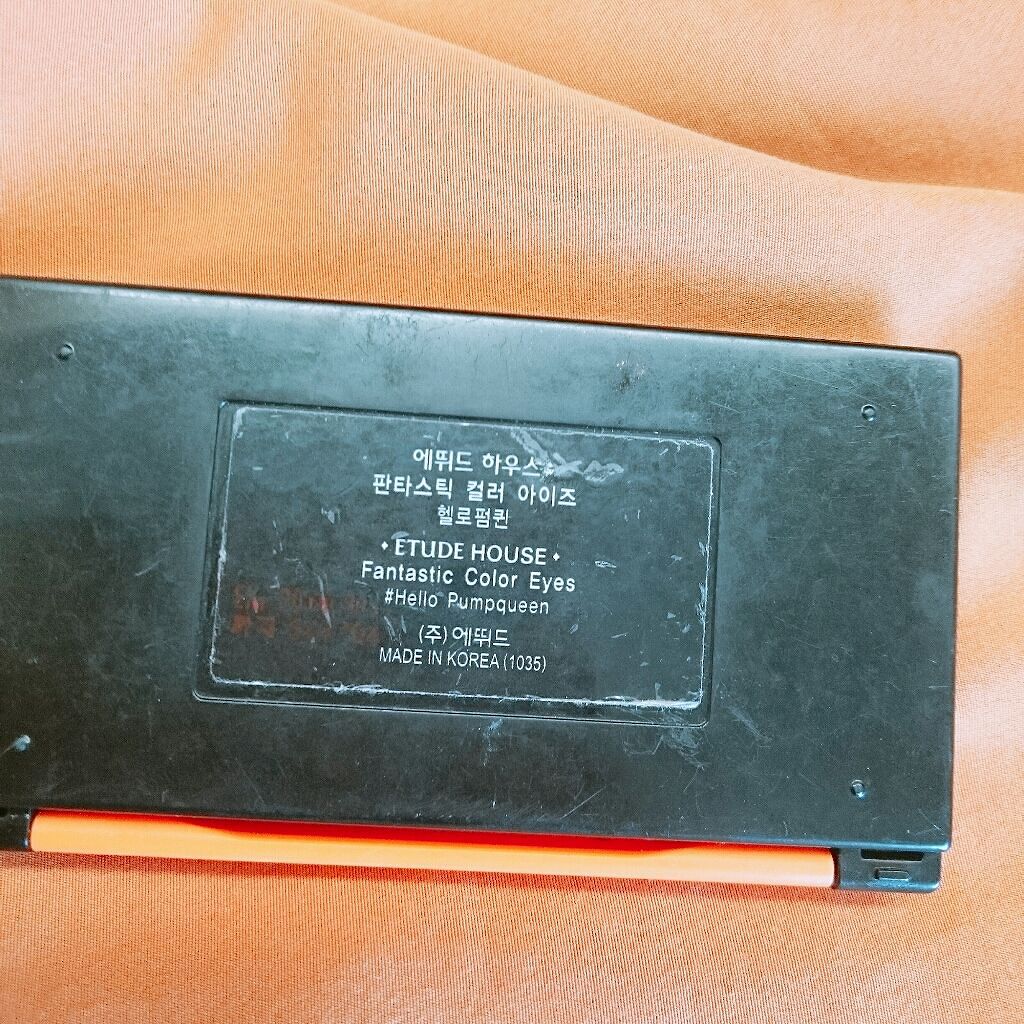 에뛰드 하우스
판타스틱 컬러 아이즈
헬로펌퀸
• ETUDE HOUSE •
Fantastic Color Eyes
#Hello Pumpqueen
(주)에뛰드
MADE IN KOREA (1035)